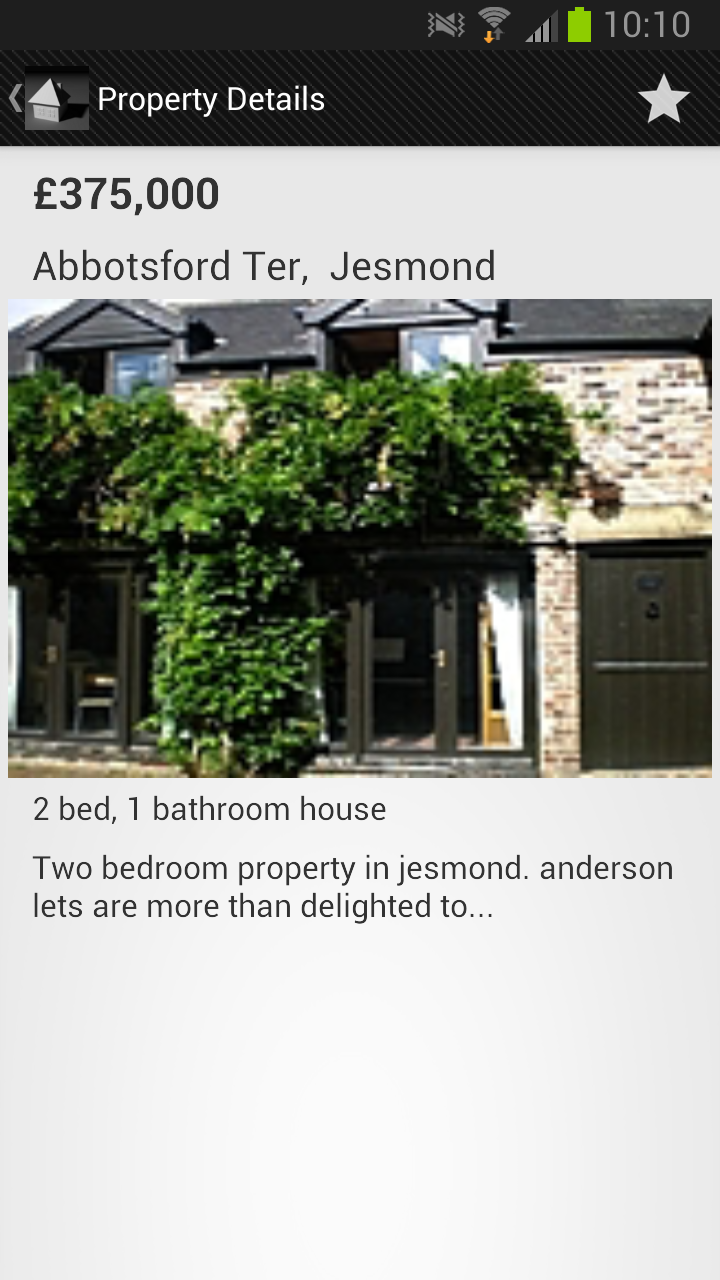 10:10
Property Details
£375,000
Abbotsford Ter, Jesmond
2 bed, 1 bathroom house
Two bedroom property in jesmond. anderson
lets are more than delighted to...